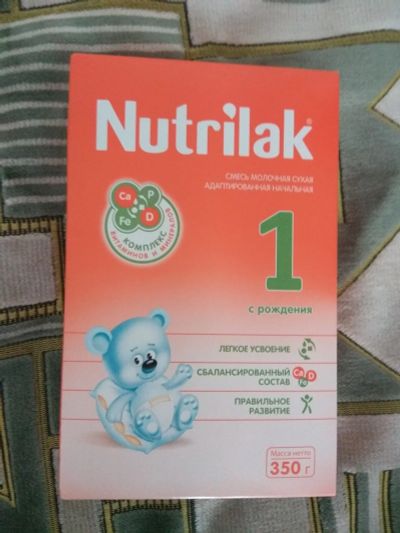 Nutrilak®
СМЕСЬ МОЛОЧНАЯ СУХАЯ
АДАПТИРОВАННАЯ НАЧАЛЬНАЯ
Ca P
Fe D
КОМПЛЕКС
ВИТАМИНОВ И МИНЕРАЛОВ
1
с рождения
ЛЕГКОЕ УСВОЕНИЕ
СБАЛАНСИРОВАННЫЙ
СОСТАВ
Ca D
Fe
ПРАВИЛЬНОЕ
РАЗВИТИЕ
Масса нетто
350 г